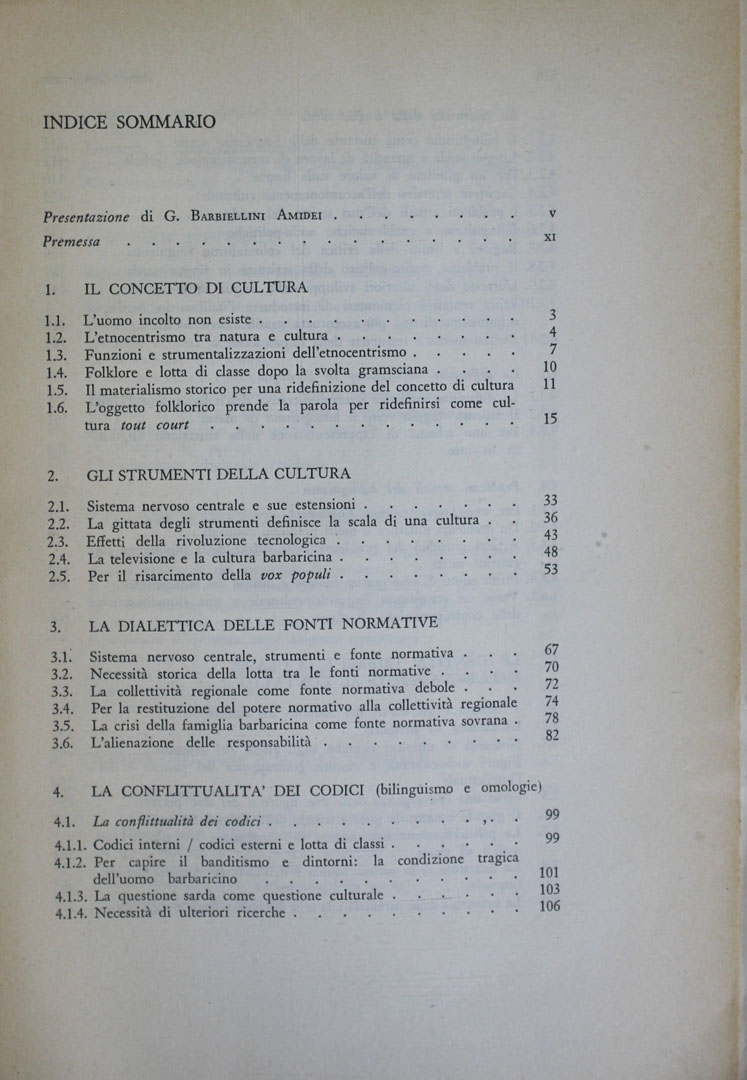 INDICE SOMMARIO
Presentazione di G. BARBIELLINI AMIDEI . . . . . . . . V
Premessa . . . . . . . . . . . . . . . . XI
1. IL CONCETTO DI CULTURA
1.1. L'uomo incolto non esiste . . . . . . . . . . . 3
1.2. L'etnocentrismo tra natura e cultura . . . . . . . . 4
1.3. Funzioni e strumentalizzazioni dell'etnocentrismo . . . . . 7
1.4. Folklore e lotta di classe dopo la svolta gramsciana . . . . 10
1.5. Il materialismo storico per una ridefinizione del concetto di cultura 11
1.6. L'oggetto folklorico prende la parola per ridefinirsi come cul-
tura tout court . . . . . . . . . . . . . 15
2. GLI STRUMENTI DELLA CULTURA
2.1. Sistema nervoso centrale e sue estensioni . . . . . . . 33
2.2. La gittata degli strumenti definisce la scala di una cultura . . 36
2.3. Effetti della rivoluzione tecnologica . . . . . . . . 43
2.4. La televisione e la cultura barbaricina . . . . . . . . 48
2.5. Per il risarcimento della vox populi . . . . . . . . 53
3. LA DIALETTICA DELLE FONTI NORMATIVE
3.1. Sistema nervoso centrale, strumenti e fonte normativa . . . 67
3.2. Necessità storica della lotta tra le fonti normative . . . . 70
3.3. La collettività regionale come fonte normativa debole . . . 72
3.4. Per la restituzione del potere normativo alla collettività regionale 74
3.5. La crisi della famiglia barbaricina come fonte normativa sovrana . 78
3.6. L'alienazione delle responsabilità . . . . . . . . . 82
4. LA CONFLITTUALITA' DEI CODICI (bilinguismo e omologie)
4.1. La conflittualità dei codici . . . . . . . . . . . 99
4.1.1. Codici interni / codici esterni e lotta di classi . . . . . . 99
4.1.2. Per capire il banditismo e dintorni: la condizione tragica
dell'uomo barbaricino . . . . . . . . . . . 101
4.1.3. La questione sarda come questione culturale . . . . . . 103
4.1.4. Necessità di ulteriori ricerche . . . . . . . . . . 106